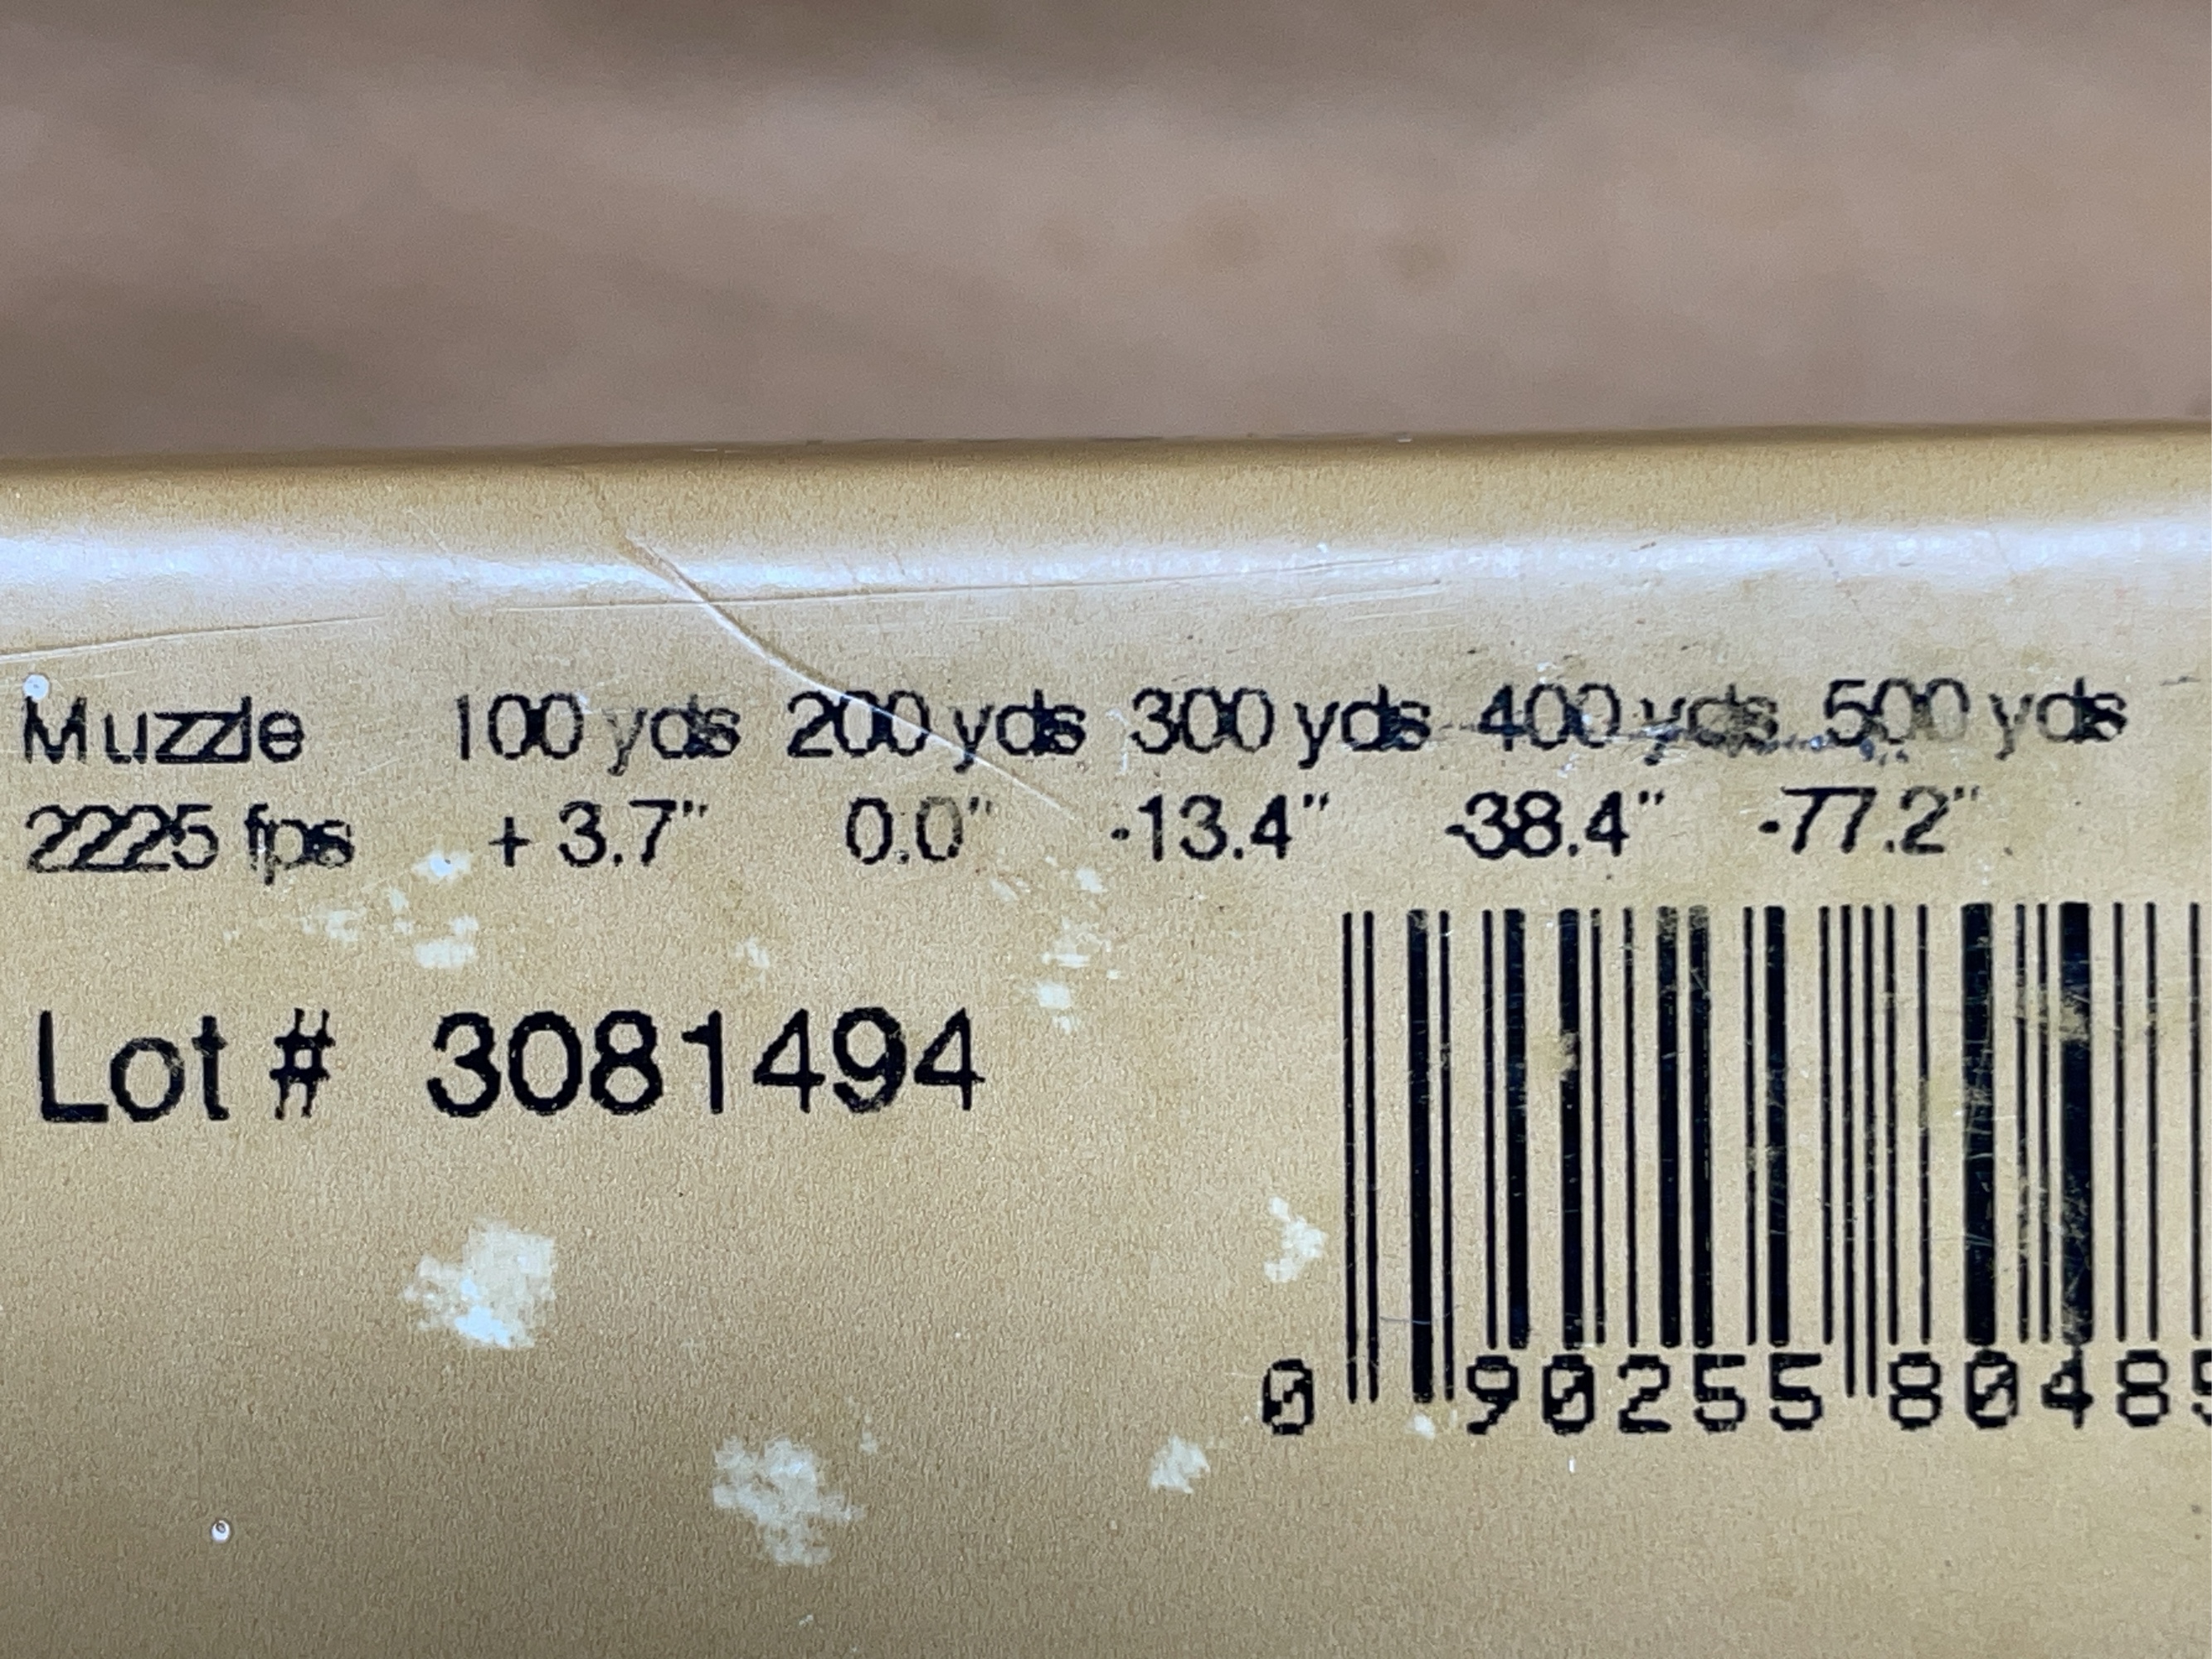 Muzzle 100 yds 200 yds 300 yds 400 yds 500 yds
2225 fps + 3.7" 0.0" -13.4" -38.4" -77.2"
Lot # 3081494
0 90255 80485